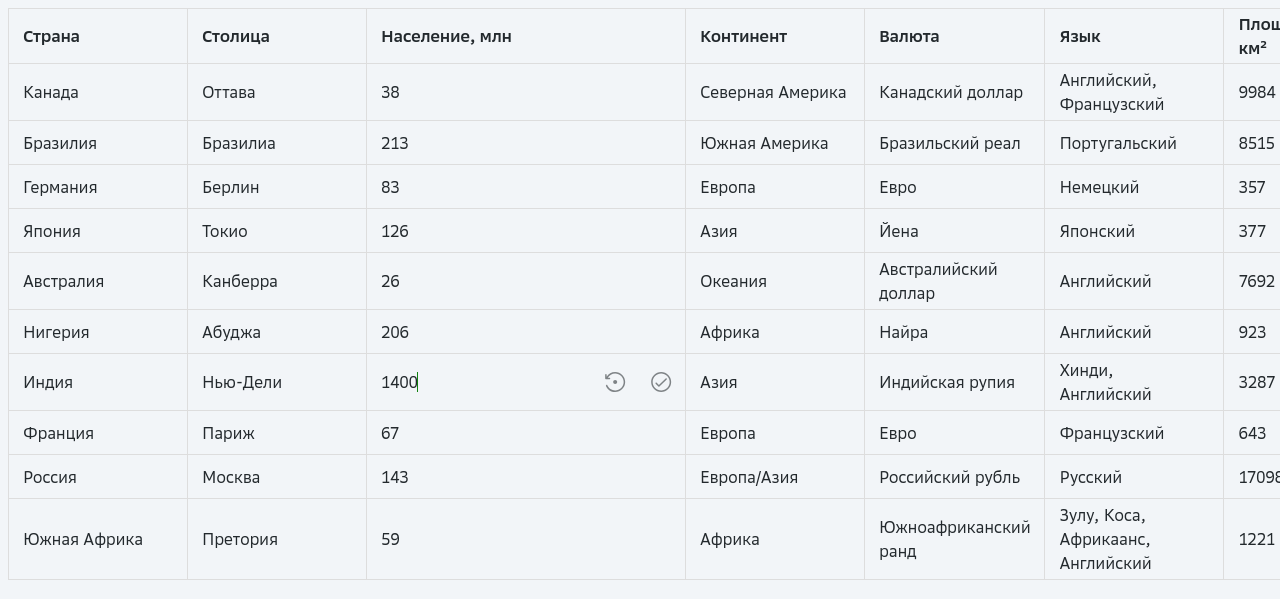 Страна
Столица
Население, млн
Континент
Валюта
Язык
км²
Канада
Оттава
38
Северная Америка
Канадский доллар
Английский,
Французский
9984
Бразилия
Бразилиа
213
Южная Америка
Бразильский реал
Португальский
8515
Германия
Берлин
83
Европа
Евро
Немецкий
357
Япония
Токио
126
Азия
Йена
Японский
377
Австралия
Канберра
26
Океания
Австралийский
доллар
Английский
7692
Нигерия
Абуджа
206
Африка
Найра
Английский
923
Индия
Нью-Дели
1400
Азия
Индийская рупия
Хинди,
Английский
3287
Франция
Париж
67
Европа
Евро
Французский
643
Россия
Москва
143
Европа/Азия
Российский рубль
Русский
17098
Южная Африка
Претория
59
Африка
Южноафриканский
ранд
Зулу, Коса,
Африкаанс,
Английский
1221